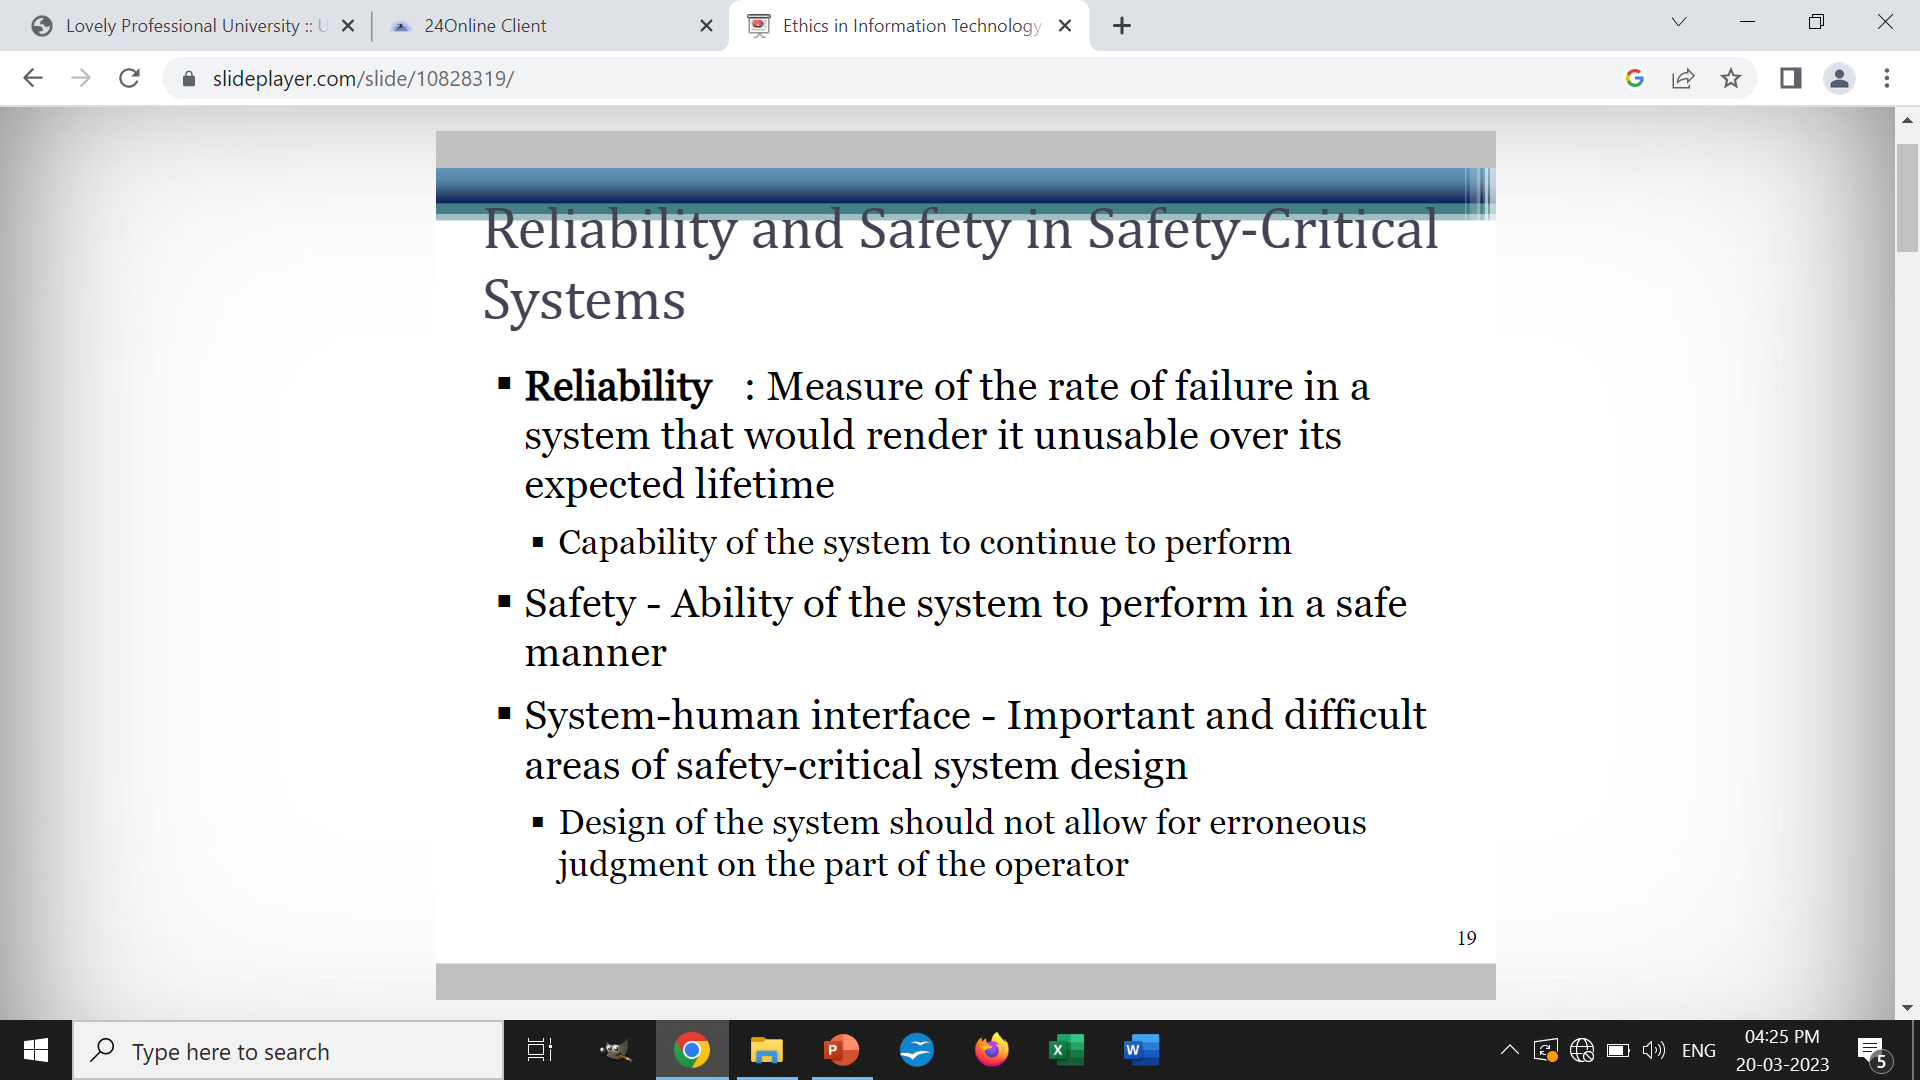 Lovely Professional University :: U
24Online Client
Ethics in Information Technology
slideplayer.com/slide/10828319/
Reliability and Safety in Safety-Critical
Systems
▪ Reliability : Measure of the rate of failure in a
system that would render it unusable over its
expected lifetime
▪ Capability of the system to continue to perform
▪ Safety - Ability of the system to perform in a safe
manner
▪ System-human interface - Important and difficult
areas of safety-critical system design
▪ Design of the system should not allow for erroneous
judgment on the part of the operator
19
Type here to search
P
X
W
ENG
04:25 PM
20-03-2023
5